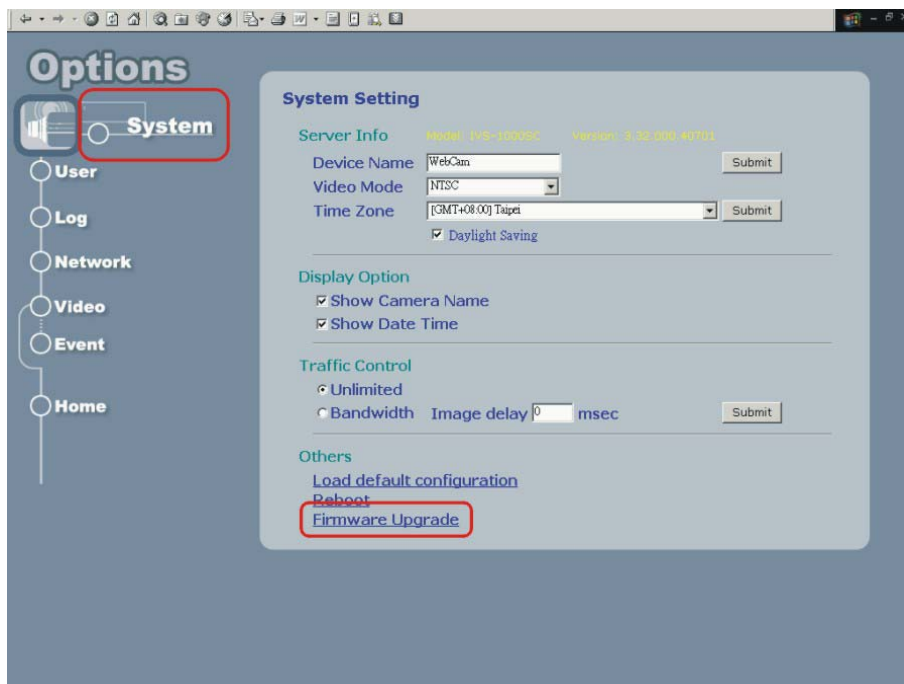 Options
System
User
Log
Network
Video
Event
Home
System Setting
Server Info Model: IVS-1000SC Version: 3.32.000.40701
Device Name WebCam Submit
Video Mode NTSC
Time Zone [GMT+08:00] Taipei Submit
Daylight Saving
Display Option
Show Camera Name
Show Date Time
Traffic Control
Unlimited
Bandwidth Image delay 0 msec Submit
Others
Load default configuration
Reboot
Firmware Upgrade